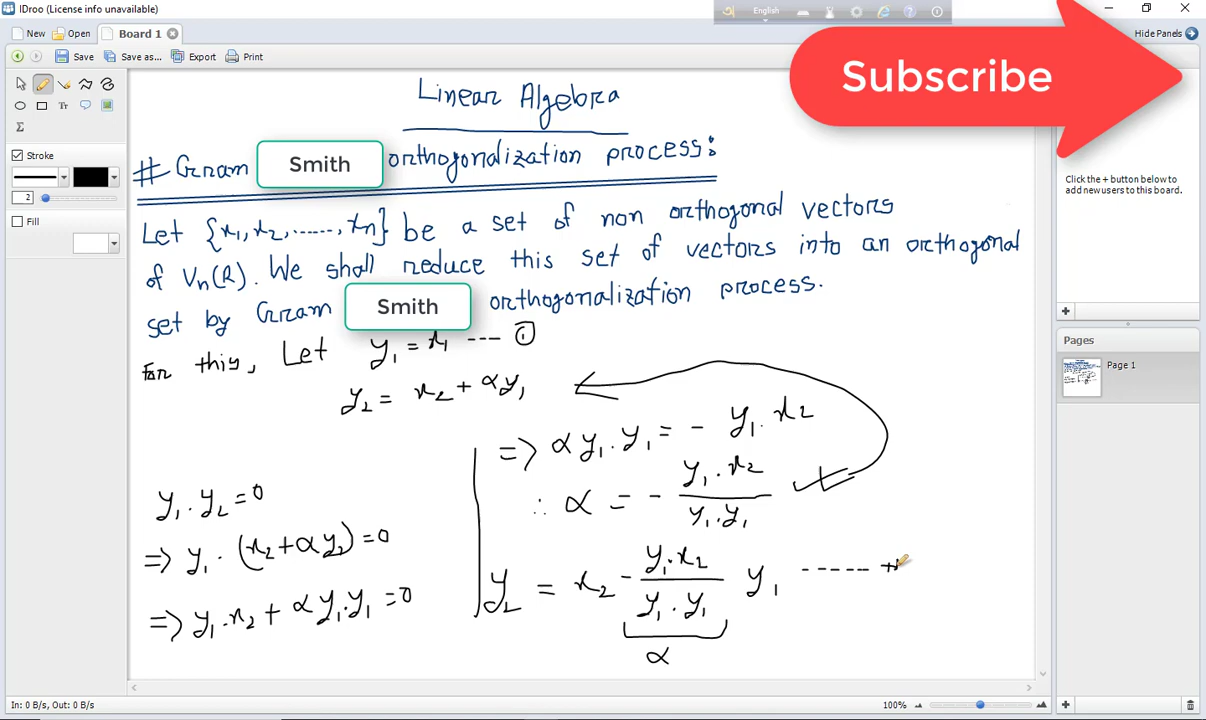 IDroo (License info unavailable)
English
New Open Board 1
Hide Panels
Save Save as... Export Print
Subscribe
Linear Algebra
# Gram Smith orthogonalization process:
Stroke
2
Fill
Click the + button below to
add new users to this board.
Let {x₁, x₂, ......, xn} be a set of non orthogonal vectors
of Vn(R). We shall reduce this set of vectors into an orthogonal
set by Gram Smith orthogonalization process.
For this, Let y₁ = x₁ --- ①
y₂ = x₂ + αy₁
Pages
Page 1
y₁ . y₂ = 0
=> y₁ . (x₂ + αy₂) = 0
=> y₁ . x₂ + α y₁ . y₁ = 0
=> α y₁ . y₁ = - y₁ . x₂
∴ α = - y₁ . x₂ / y₁ . y₁
y₂ = x₂ - y₁ . x₂ / y₁ . y₁ y₁ -----
α
In: 0 B/s, Out: 0 B/s
100%